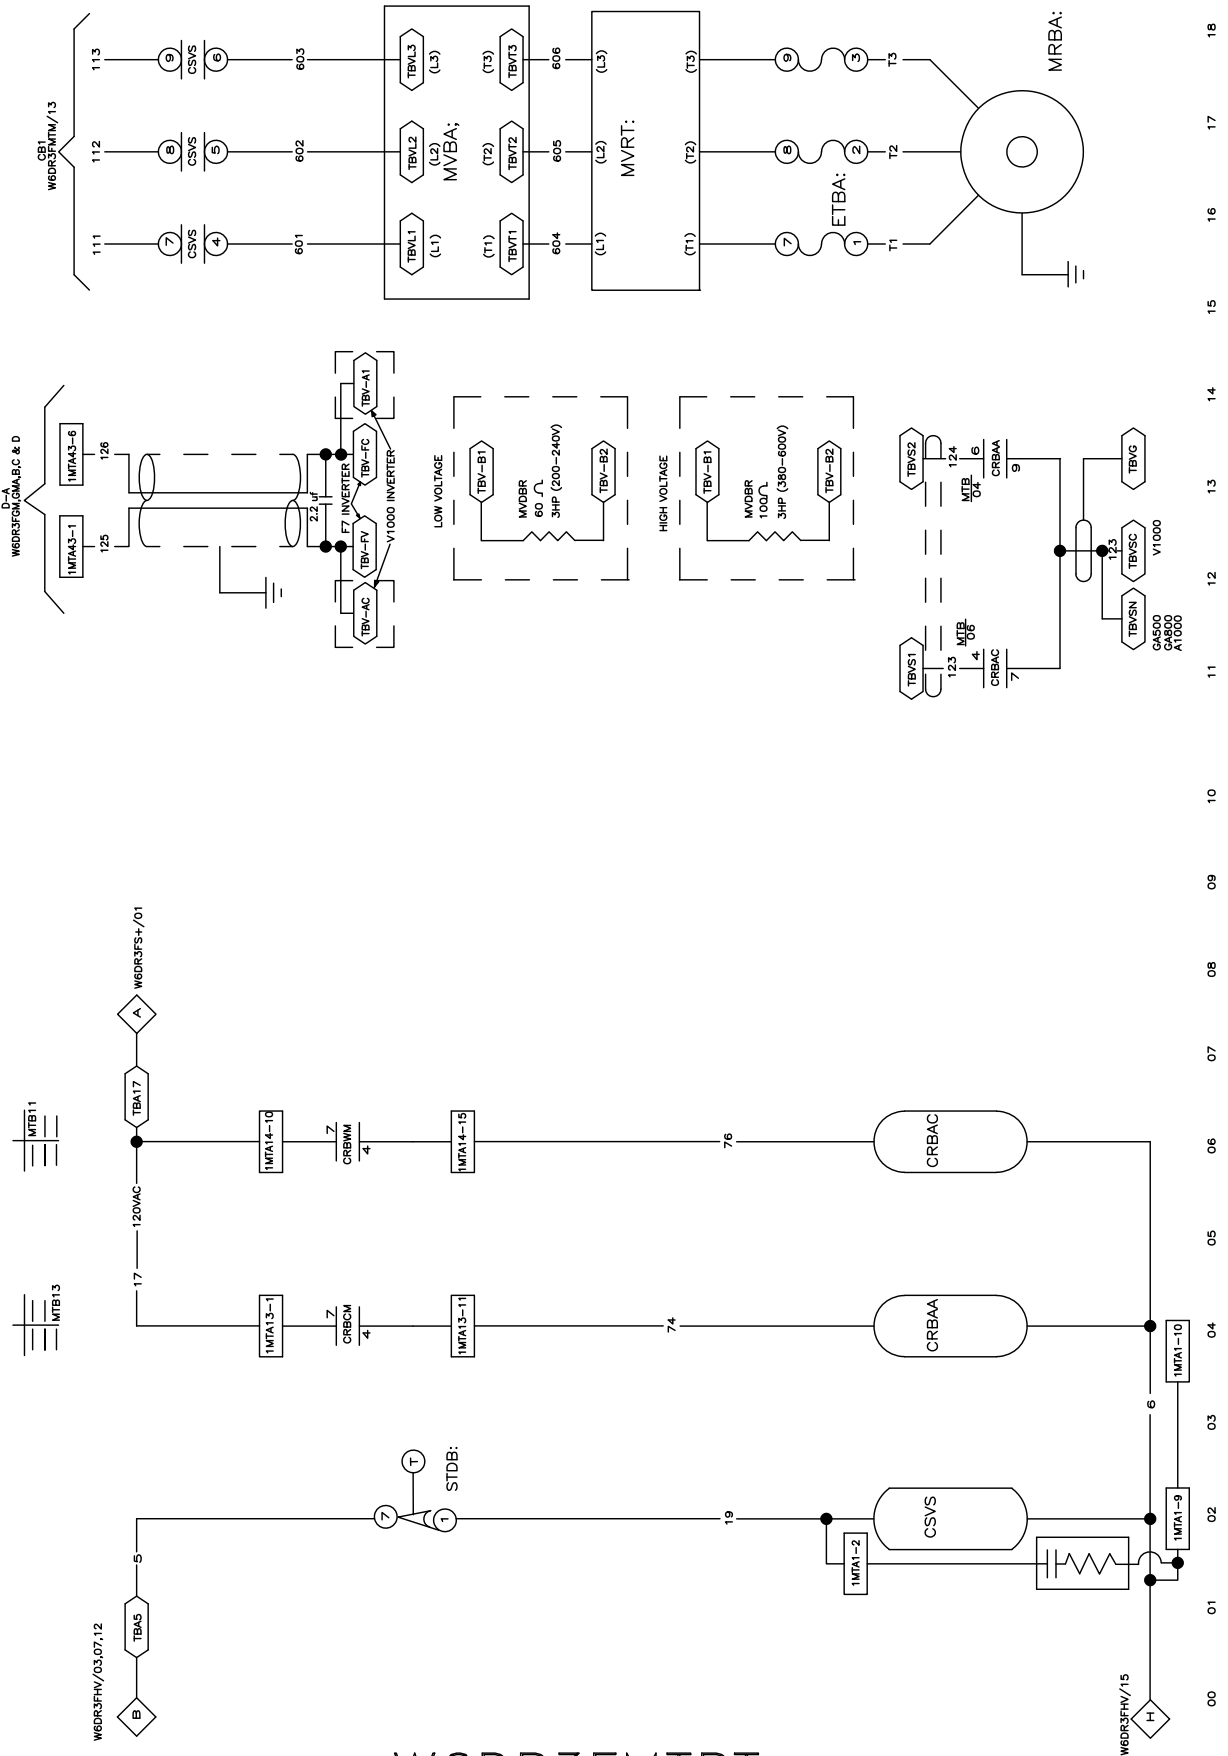 W6DR3FHV/03,07,12
B
TBA5
5
7
T
STDB:
1
19
1MTA1-2
CSVS
1MTA1-9
1MTA1-10
6
W6DR3FHV/15
H
MTB13
17
120VAC
1MTA13-1
7
CRBCM
4
1MTA13-11
74
CRBAA
MTB11
TBA17
A
W6DR3FS+/01
1MTA14-10
7
CRBWM
4
1MTA14-15
76
CRBAC
D-A
W6DR3FGM,GMA,B,C & D
1MTA43-1
1MTA43-6
125
126
2.2 uf
F7 INVERTER
TBV-AC
TBV-FV
TBV-FC
TBV-A1
V1000 INVERTER
LOW VOLTAGE
TBV-B1
MVDBR
60
3HP (200-240V)
TBV-B2
HIGH VOLTAGE
TBV-B1
MVDBR
100
3HP (380-600V)
TBV-B2
TBVS1
TBVS2
123
MTB
06
124
MTB
04
4
CRBAC
7
6
CRBAA
9
123
TBVSN
TBVSC
TBVG
GA500
GA800
A1000
V1000
CB1
W6DR3FMTM/13
111
112
113
7
8
9
CSVS
CSVS
CSVS
4
5
6
601
602
603
TBVL1
TBVL2
TBVL3
(L1)
(L2)
(L3)
MVBA;
(T1)
(T2)
(T3)
TBVT1
TBVT2
TBVT3
604
605
606
(L1)
(L2)
(L3)
MVRT:
(T1)
(T2)
(T3)
7
8
9
ETBA:
1
2
3
T1
T2
T3
MRBA:
00
01
02
03
04
05
06
07
08
09
10
11
12
13
14
15
16
17
18